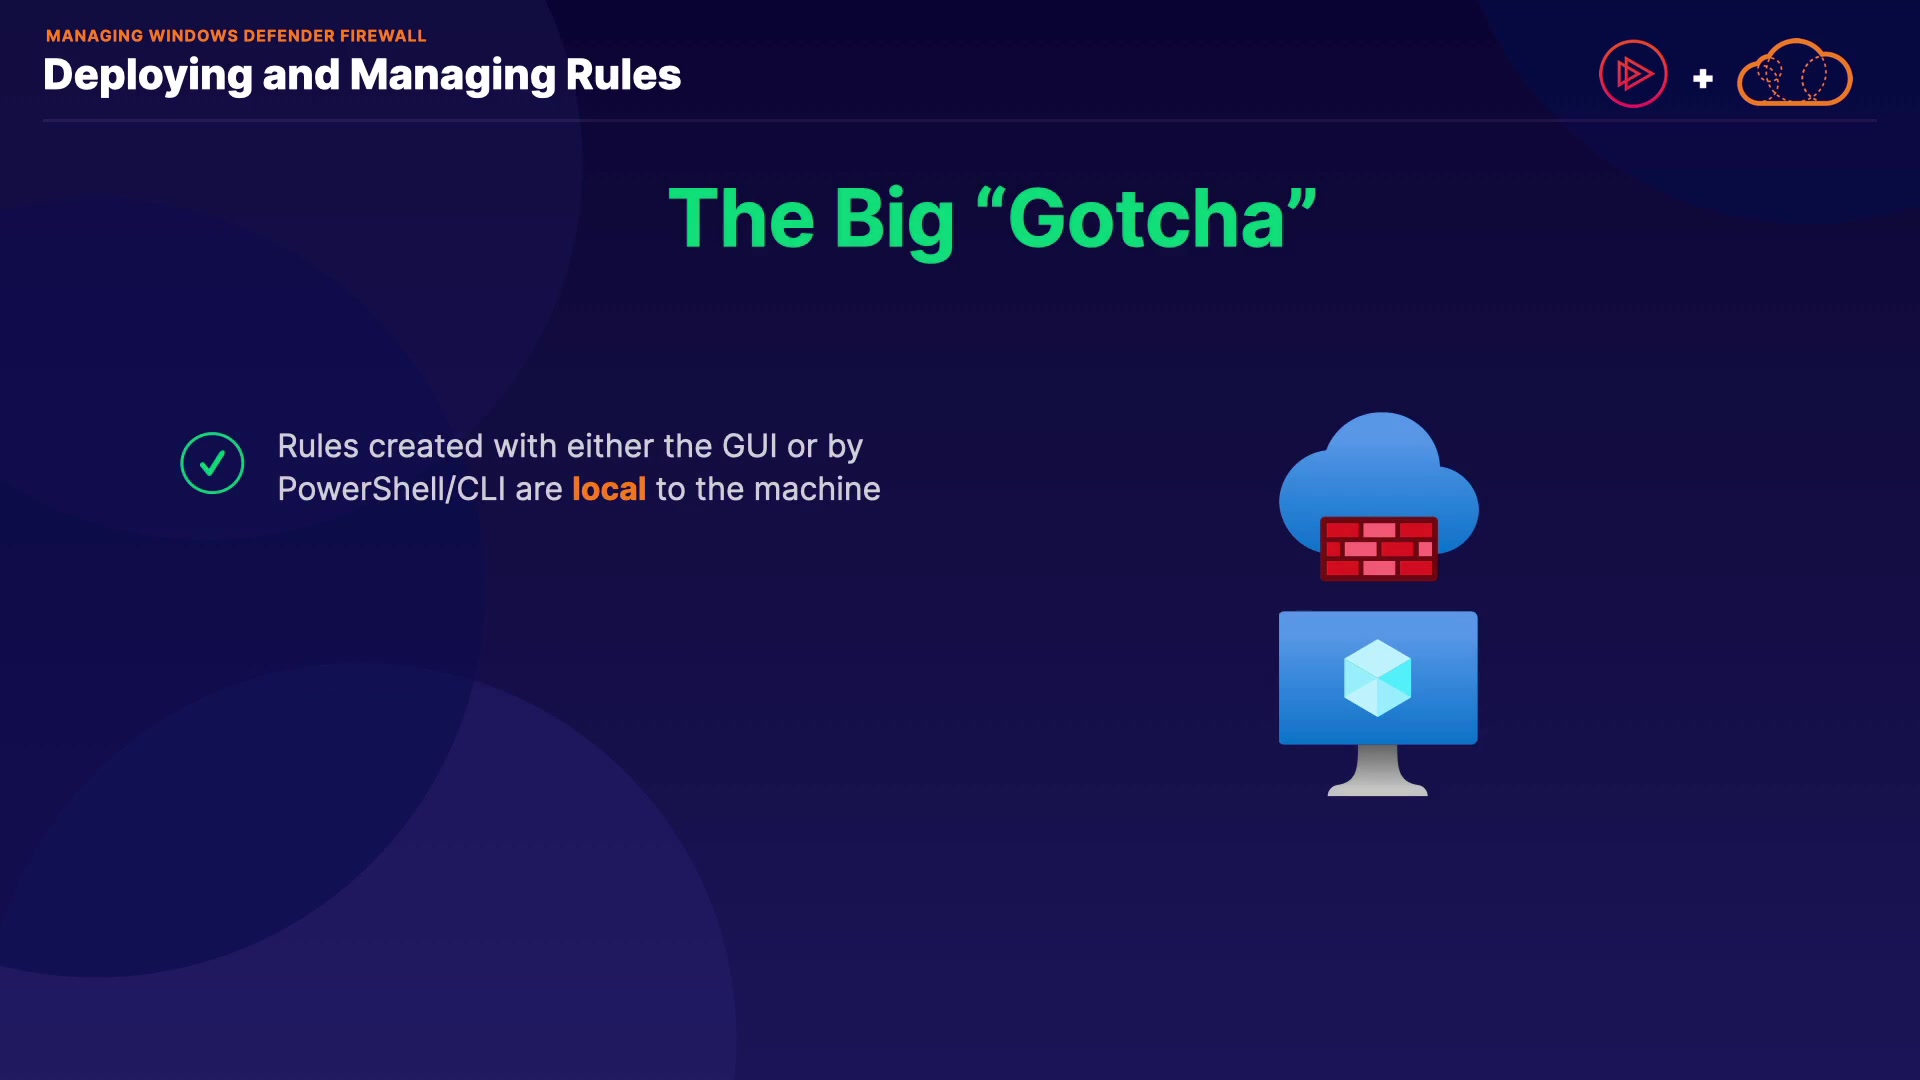 MANAGING WINDOWS DEFENDER FIREWALL
Deploying and Managing Rules
The Big “Gotcha”
Rules created with either the GUI or by
PowerShell/CLI are local to the machine